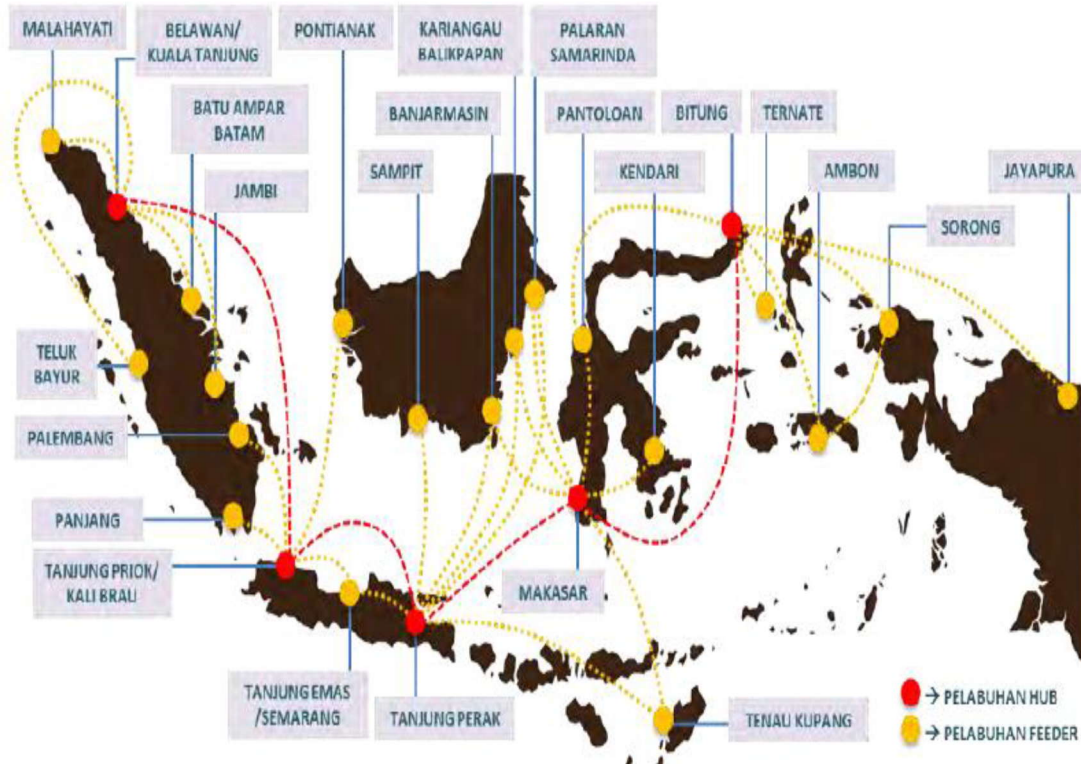 MALAHAYATI
BELAWAN/
KUALA TANJUNG
PONTIANAK
KARIANGAU
BALIKPAPAN
PALARAN
SAMARINDA
BATU AMPAR
BATAM
BANJARMASIN
PANTOLOAN
BITUNG
TERNATE
JAMBI
SAMPIT
KENDARI
AMBON
JAYAPURA
SORONG
TELUK
BAYUR
PALEMBANG
PANJANG
TANJUNG PRIOK/
KALI BRAU
MAKASAR
TANJUNG EMAS
/SEMARANG
TANJUNG PERAK
TENAU KUPANG
→ PELABUHAN HUB
→ PELABUHAN FEEDER